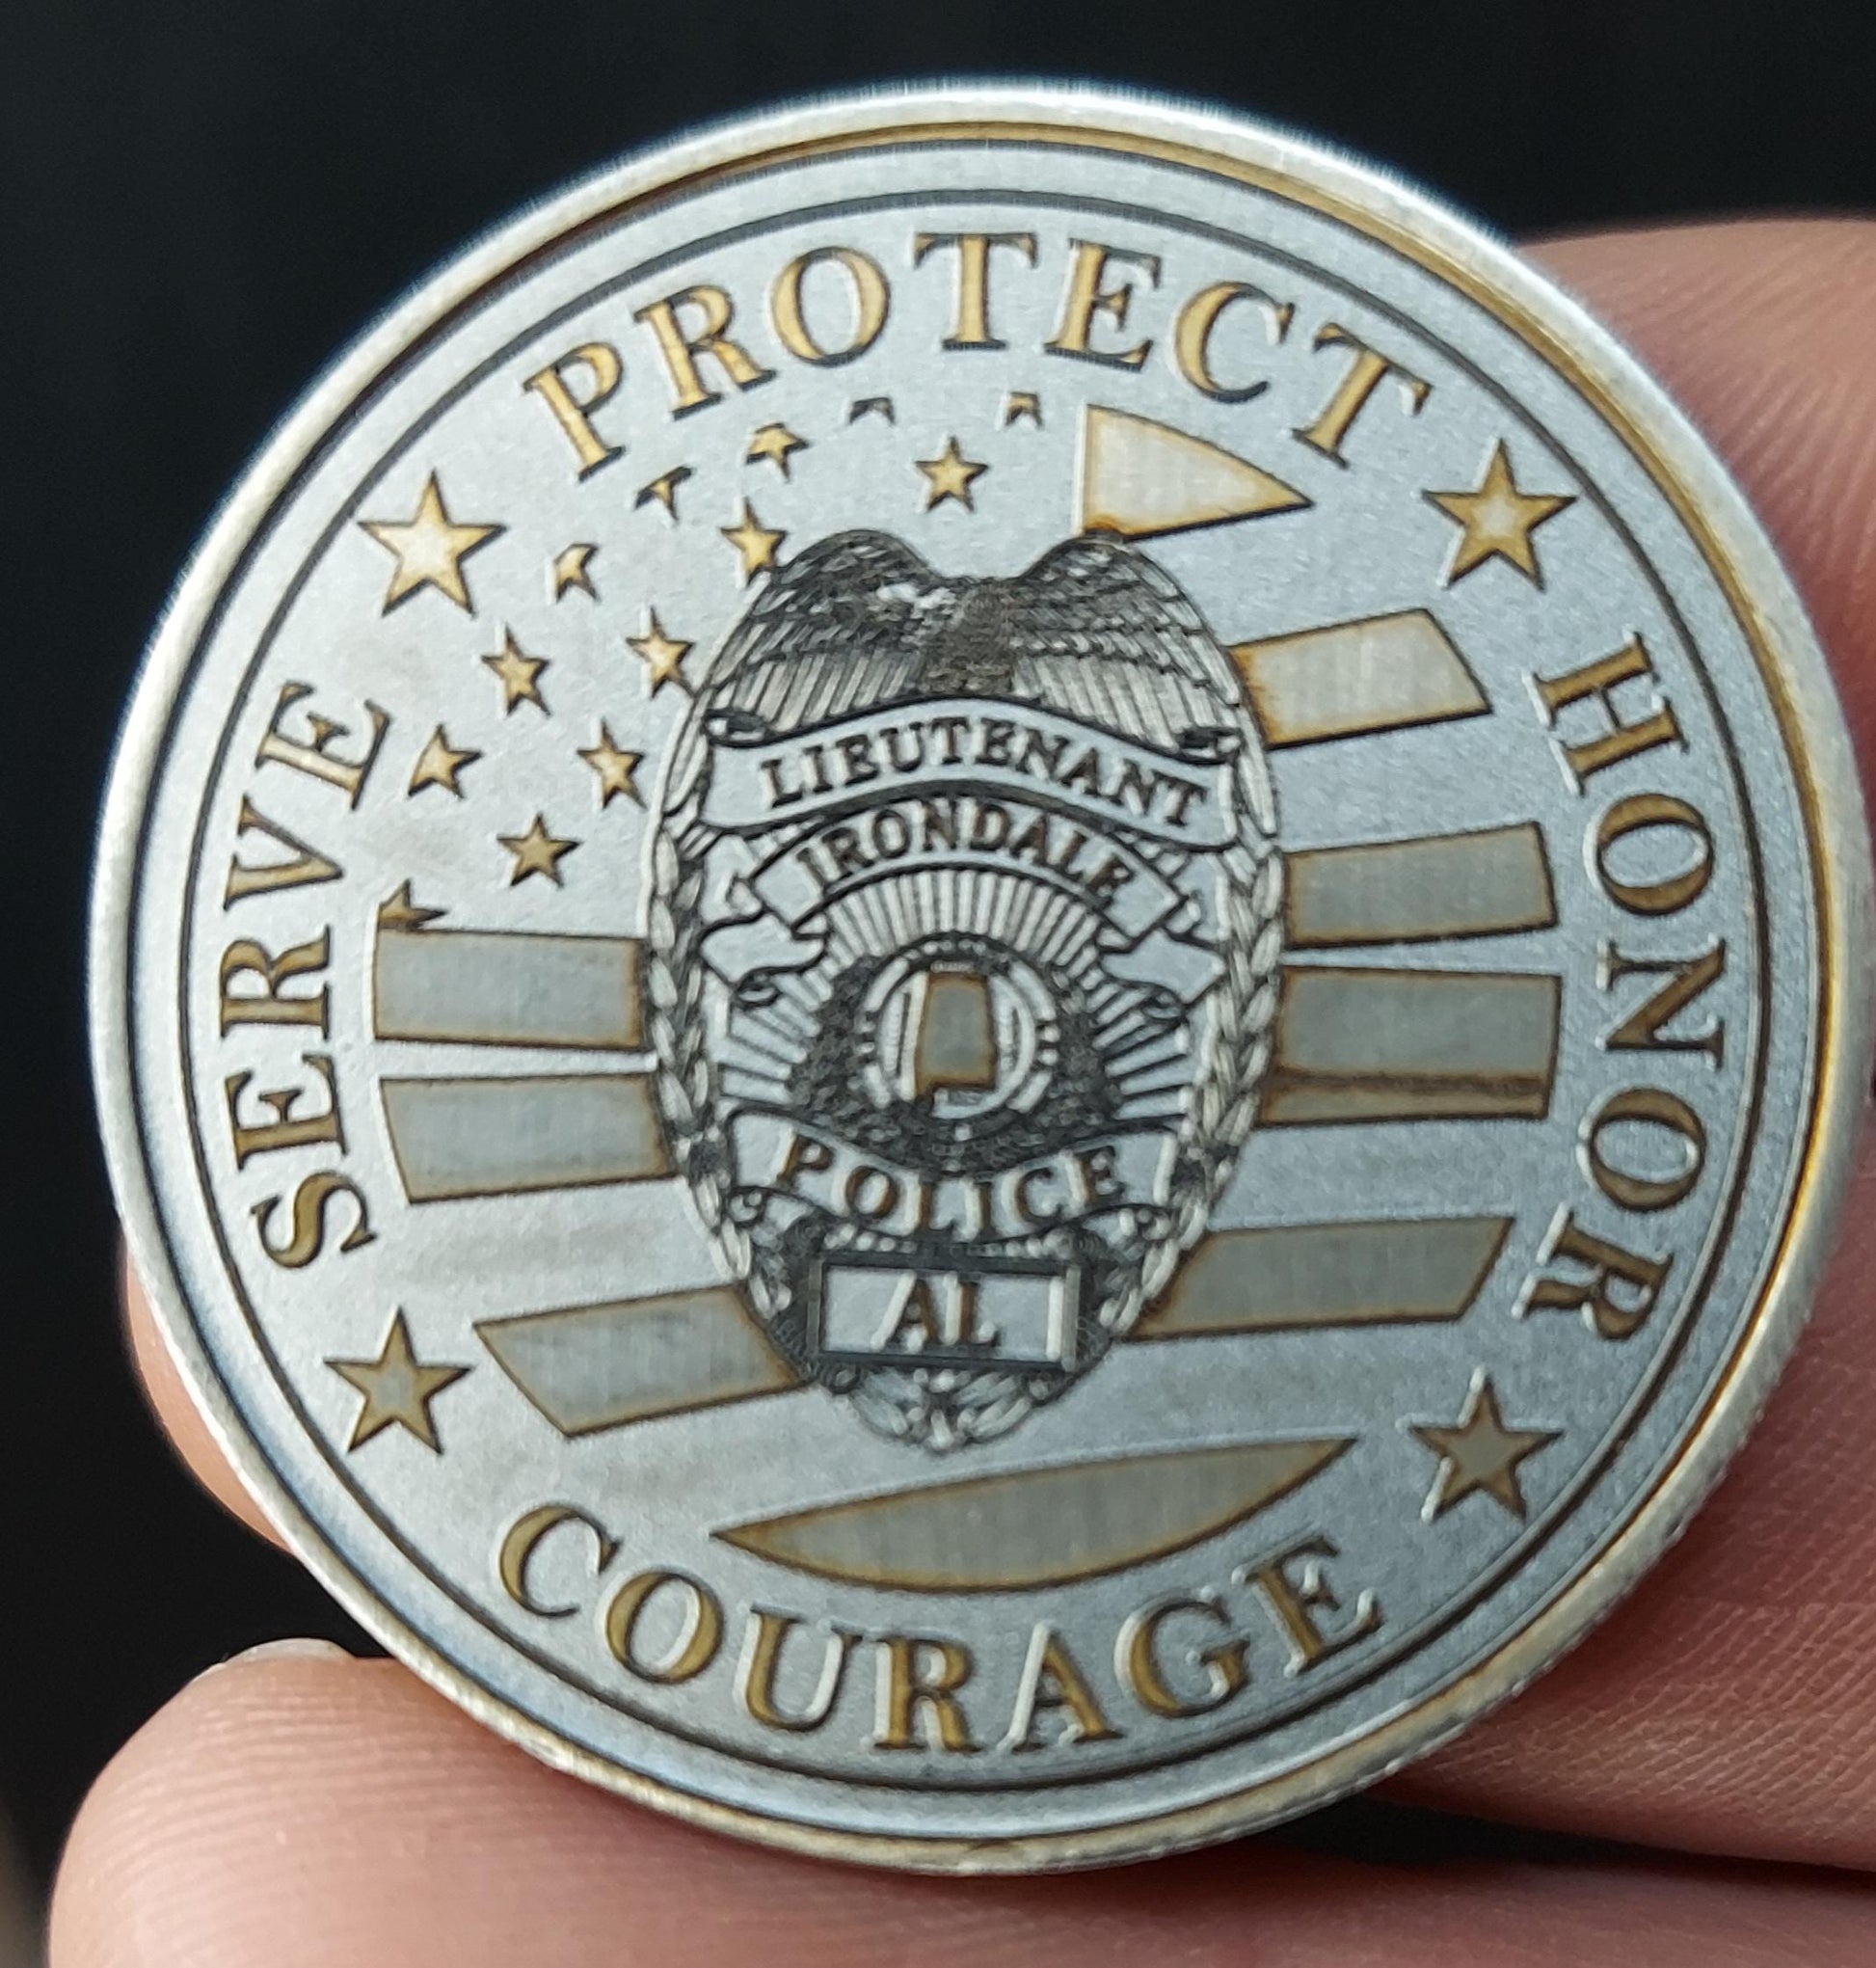 PROTECT
HONOR
COURAGE
SERVE
LIEUTENANT
IRONDALE
POLICE
AL